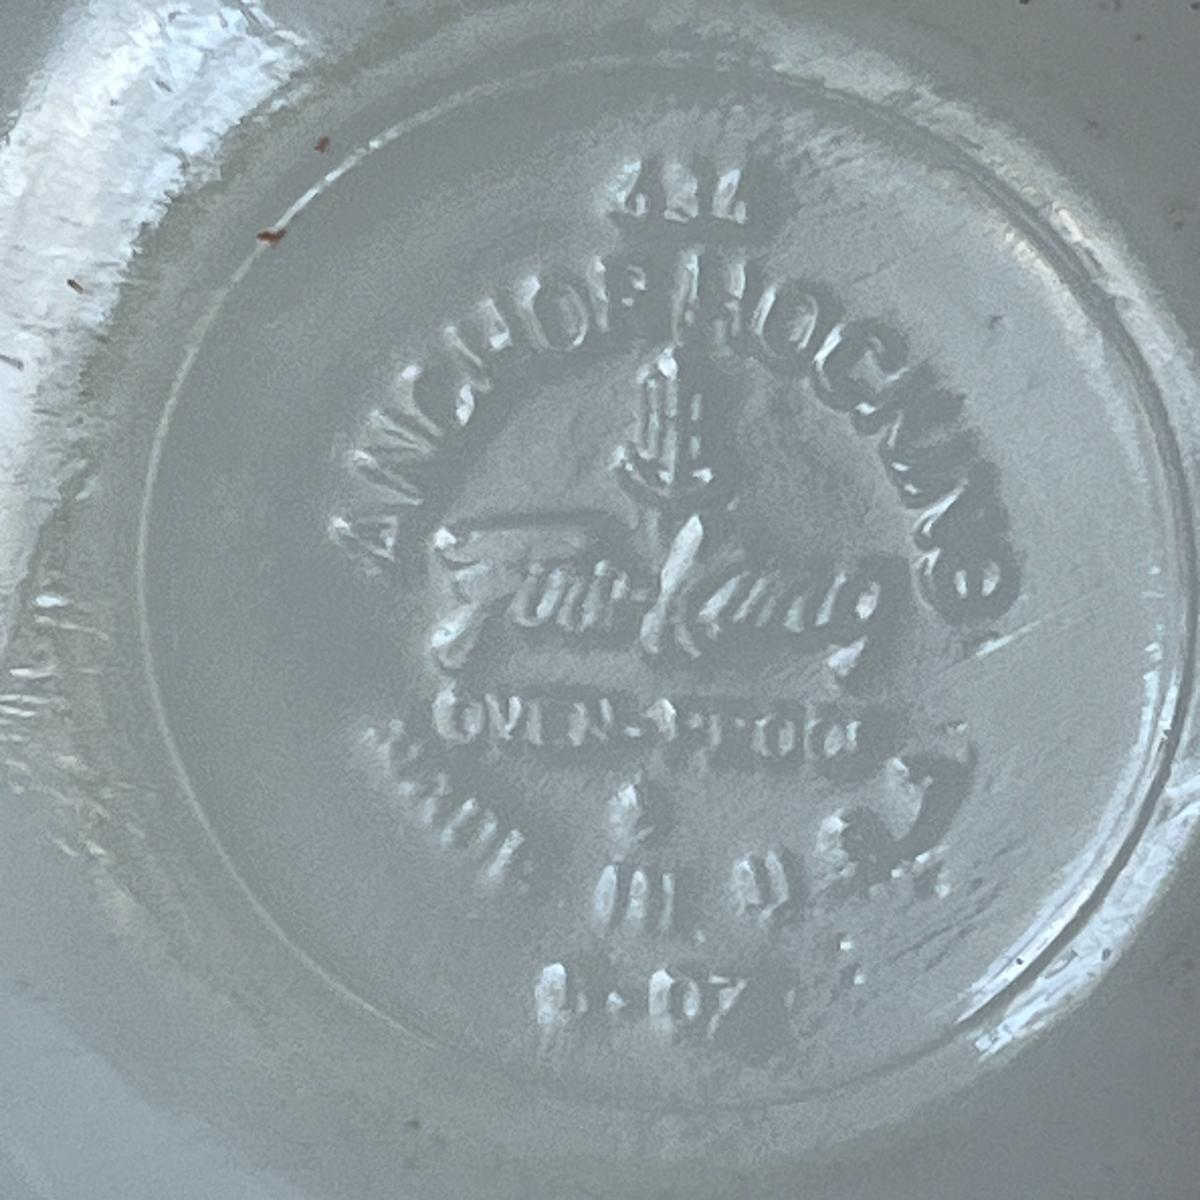 ANCHOR HOCKING
Fire-King
OVEN-PROOF
MADE IN U.S.A.